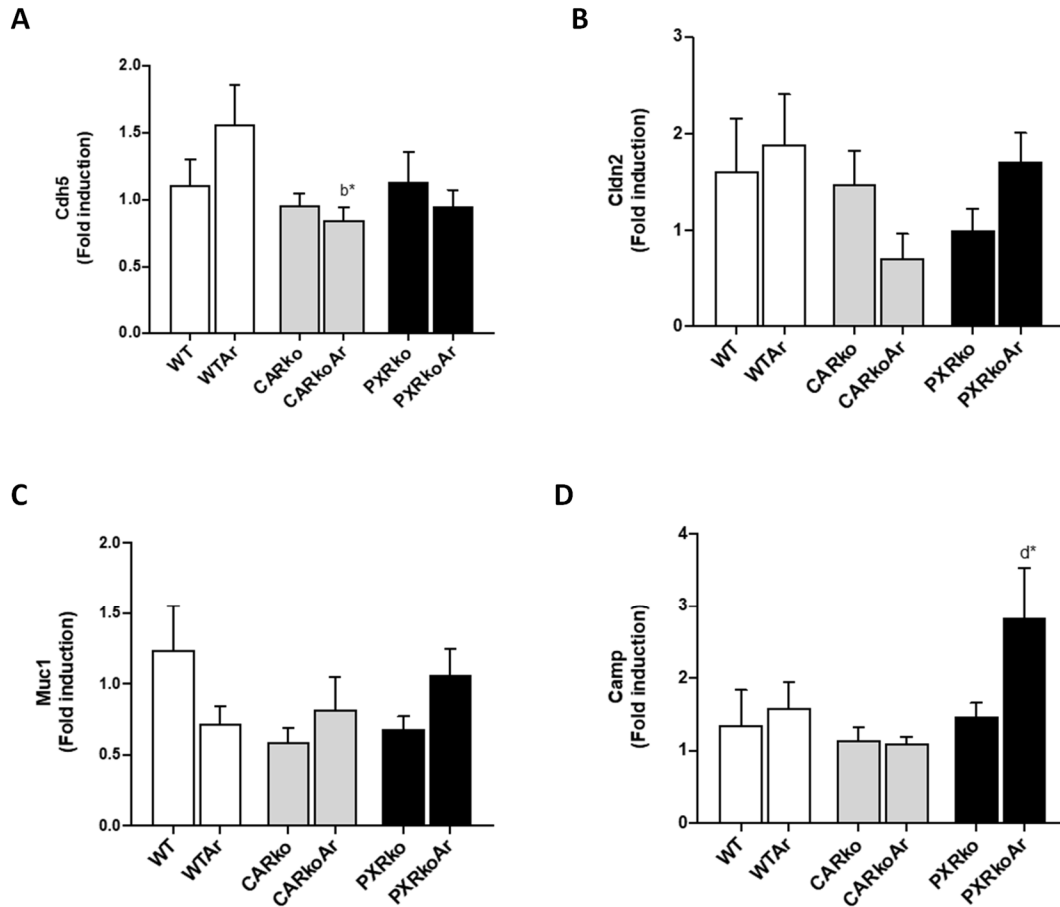 A
Cdh5
(Fold induction)
2.0
1.5
1.0
0.5
0.0
b*
WT
WTAr
CARko
CARkoAr
PXRko
PXRkoAr
B
Cldn2
(Fold induction)
3
2
1
0
WT
WTAr
CARko
CARkoAr
PXRko
PXRkoAr
C
Muc1
(Fold induction)
2.0
1.5
1.0
0.5
0.0
WT
WTAr
CARko
CARkoAr
PXRko
PXRkoAr
D
Camp
(Fold induction)
4
3
2
1
0
d*
WT
WTAr
CARko
CARkoAr
PXRko
PXRkoAr